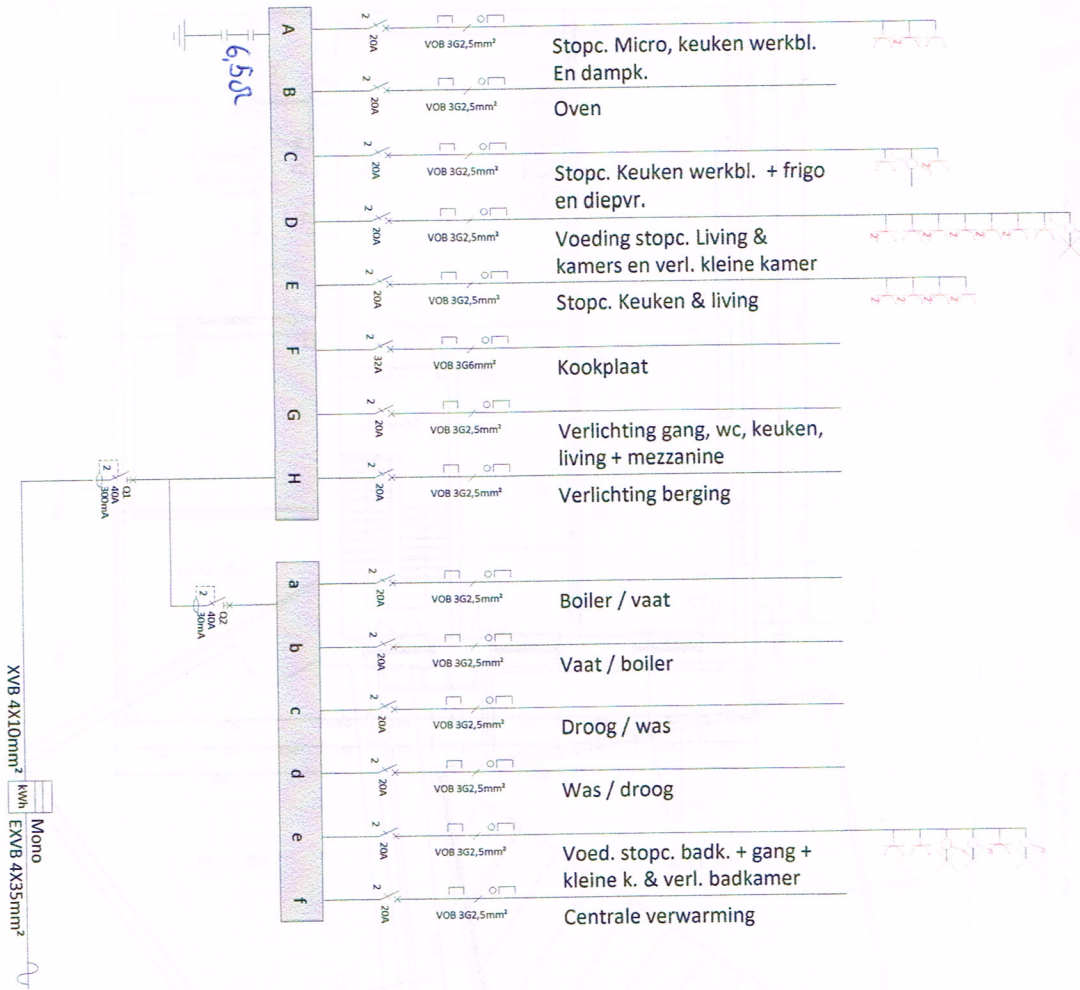 6,5Ω
A
2
20A
VOB 3G2,5mm²
Stopc. Micro, keuken werkbl.
En dampk.
B
2
20A
VOB 3G2,5mm²
Oven
C
2
20A
VOB 3G2,5mm²
Stopc. Keuken werkbl. + frigo
en diepvr.
D
2
20A
VOB 3G2,5mm²
Voeding stopc. Living &
kamers en verl. kleine kamer
E
2
20A
VOB 3G2,5mm²
Stopc. Keuken & living
F
2
32A
VOB 3G6mm²
Kookplaat
G
2
20A
VOB 3G2,5mm²
Verlichting gang, wc, keuken,
living + mezzanine
H
2
20A
VOB 3G2,5mm²
Verlichting berging
Q1
2
40A
300mA
a
2
20A
VOB 3G2,5mm²
Boiler / vaat
Q2
2
40A
30mA
b
2
20A
VOB 3G2,5mm²
Vaat / boiler
c
2
20A
VOB 3G2,5mm²
Droog / was
d
2
20A
VOB 3G2,5mm²
Was / droog
e
2
20A
VOB 3G2,5mm²
Voed. stopc. badk. + gang +
kleine k. & verl. badkamer
f
2
20A
VOB 3G2,5mm²
Centrale verwarming
XVB 4X10mm²
kWh
Mono
EXVB 4X35mm²